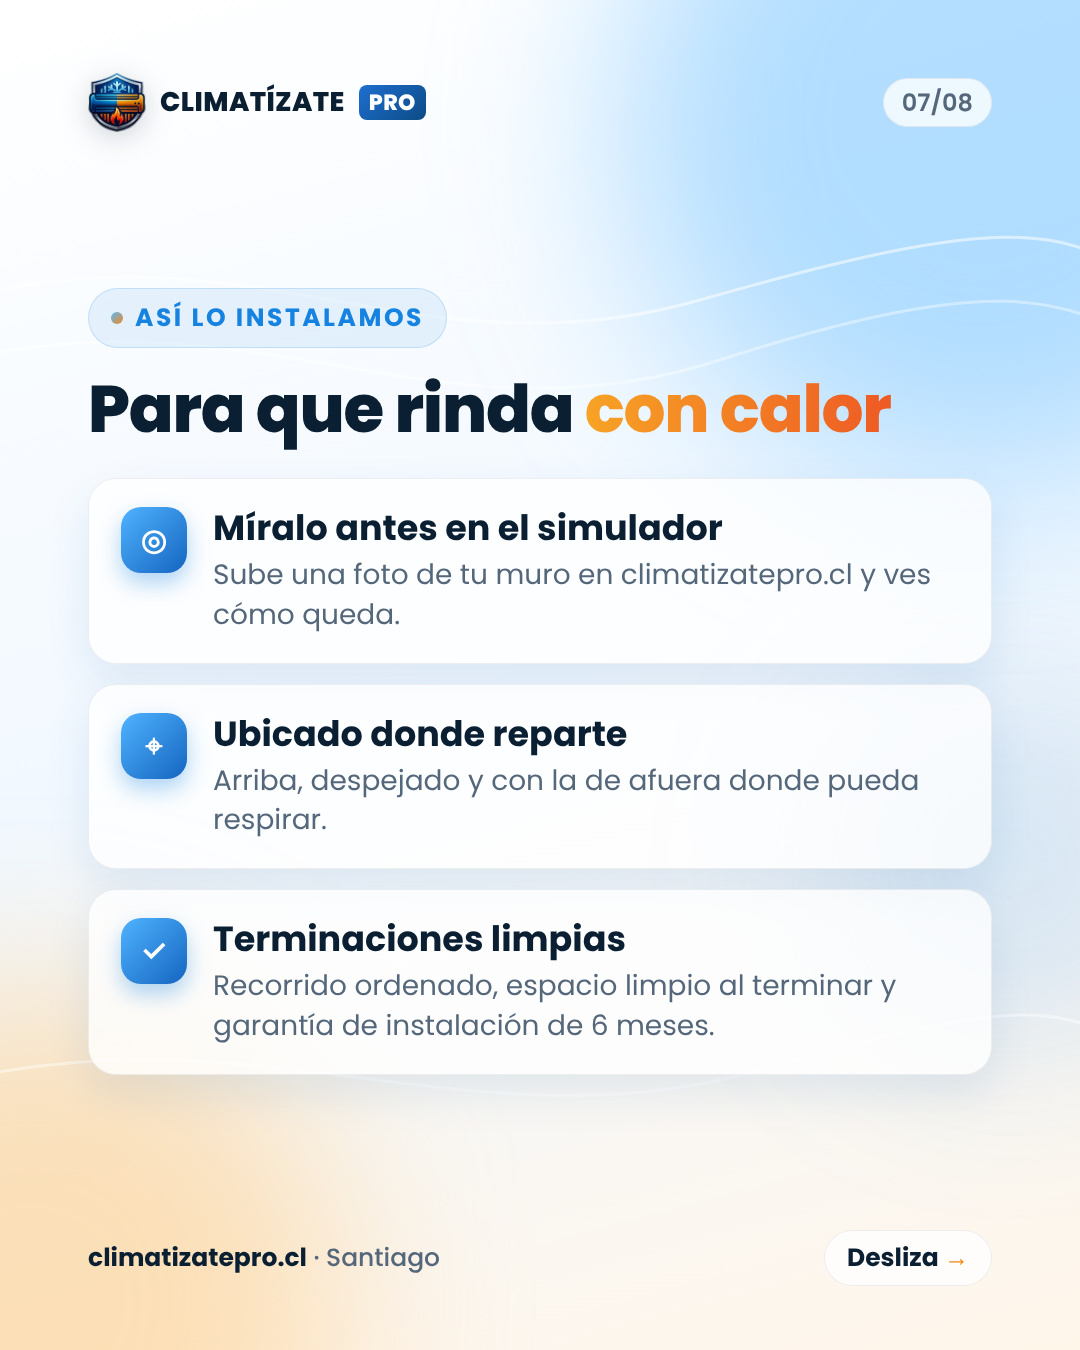 CLIMATÍZATE PRO
07/08
ASÍ LO INSTALAMOS
Para que rinda con calor
Míralo antes en el simulador
Sube una foto de tu muro en climatizatepro.cl y ves
cómo queda.
Ubicado donde reparte
Arriba, despejado y con la de afuera donde pueda
respirar.
Terminaciones limpias
Recorrido ordenado, espacio limpio al terminar y
garantía de instalación de 6 meses.
climatizatepro.cl · Santiago
Desliza →